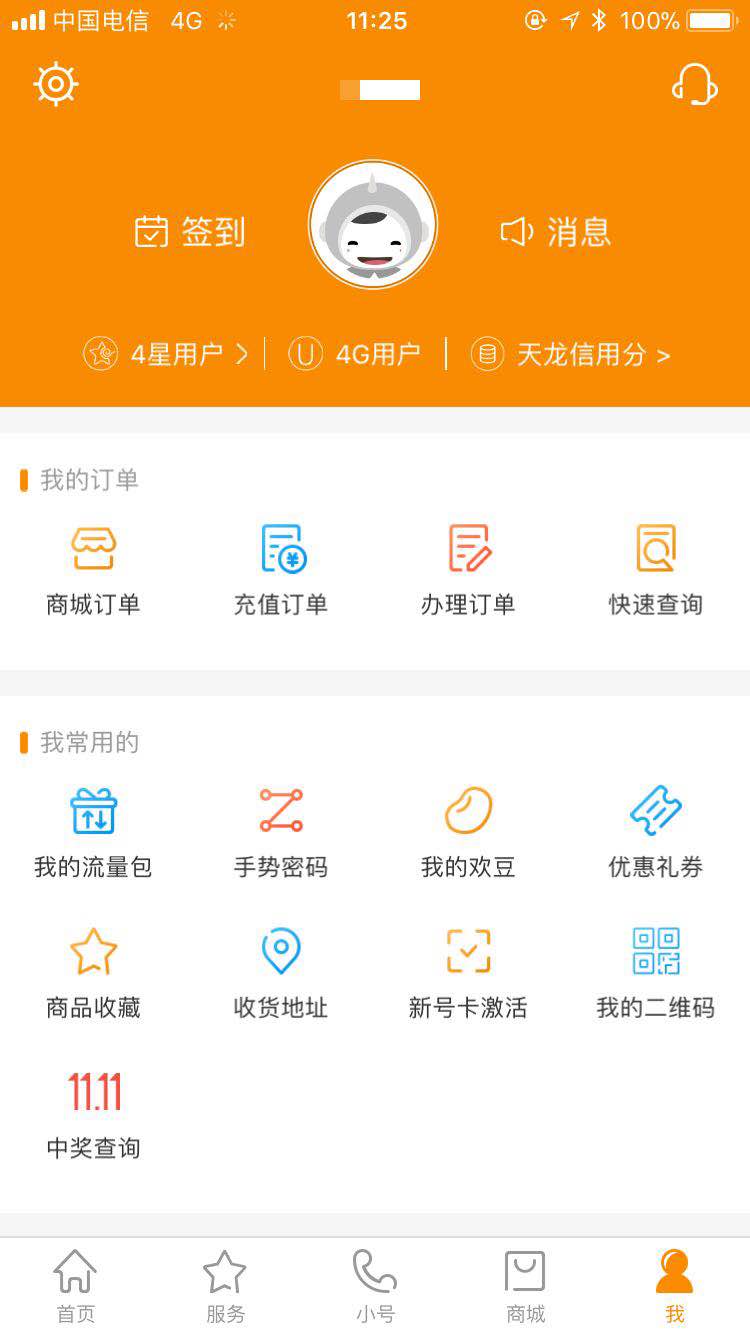 中国电信 4G 11:25 100%
签到 消息
4星用户 4G用户 天龙信用分 >
我的订单
商城订单 充值订单 办理订单 快速查询
我常用的
我的流量包 手势密码 我的欢豆 优惠礼券
商品收藏 收货地址 新号卡激活 我的二维码
11.11
中奖查询
首页 服务 小号 商城 我